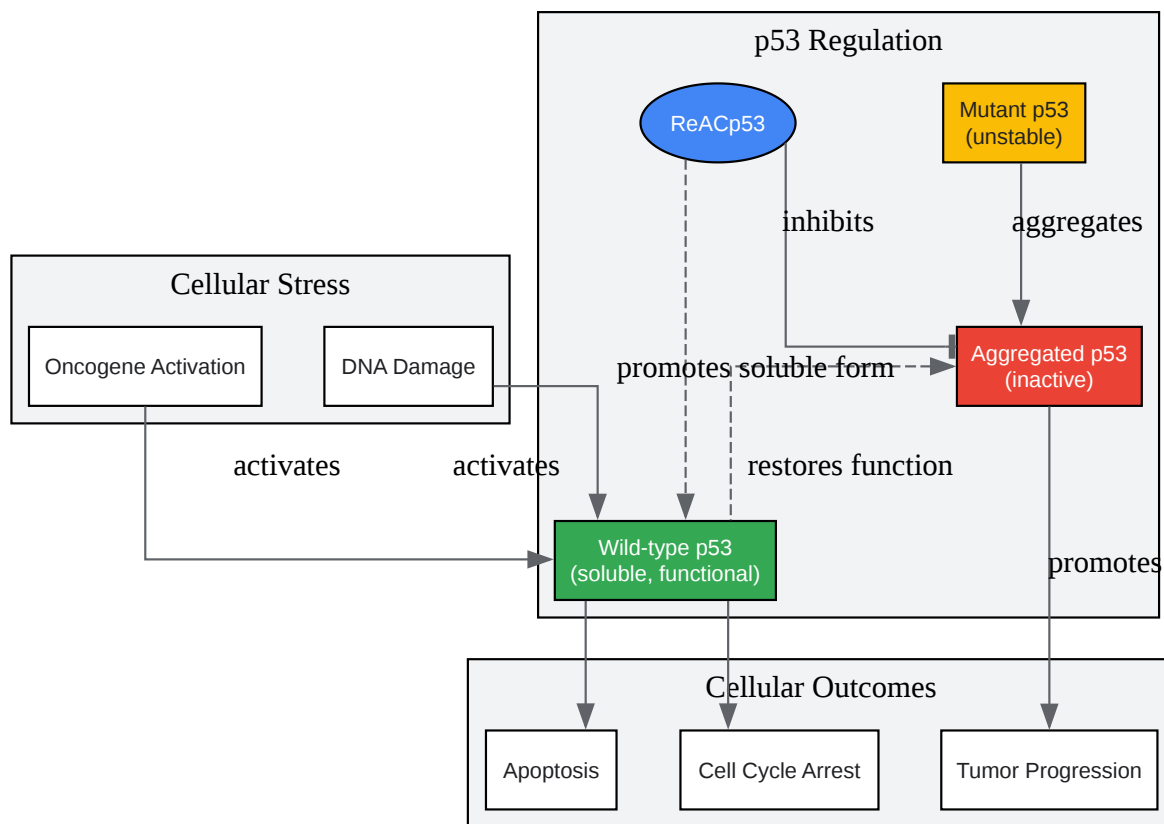 p53 Regulation
ReACp53
Mutant p53
(unstable)
inhibits
aggregates
Cellular Stress
Oncogene Activation
DNA Damage
promotes soluble form
Aggregated p53
(inactive)
activates
activates
restores function
Wild-type p53
(soluble, functional)
promotes
Cellular Outcomes
Apoptosis
Cell Cycle Arrest
Tumor Progression